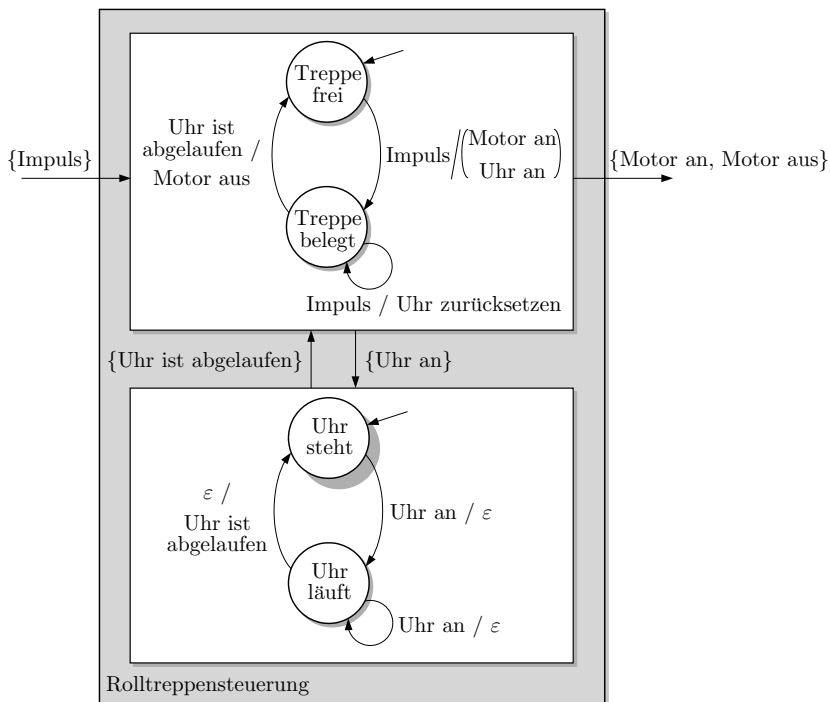 Treppe
frei
Uhr ist
abgelaufen /
Motor aus
Impuls/(Motor an
Uhr an)
{Impuls}
{Motor an, Motor aus}
Treppe
belegt
Impuls / Uhr zurücksetzen
{Uhr ist abgelaufen}
{Uhr an}
Uhr
steht
ε /
Uhr ist
abgelaufen
Uhr an / ε
Uhr
läuft
Uhr an / ε
Rolltreppensteuerung